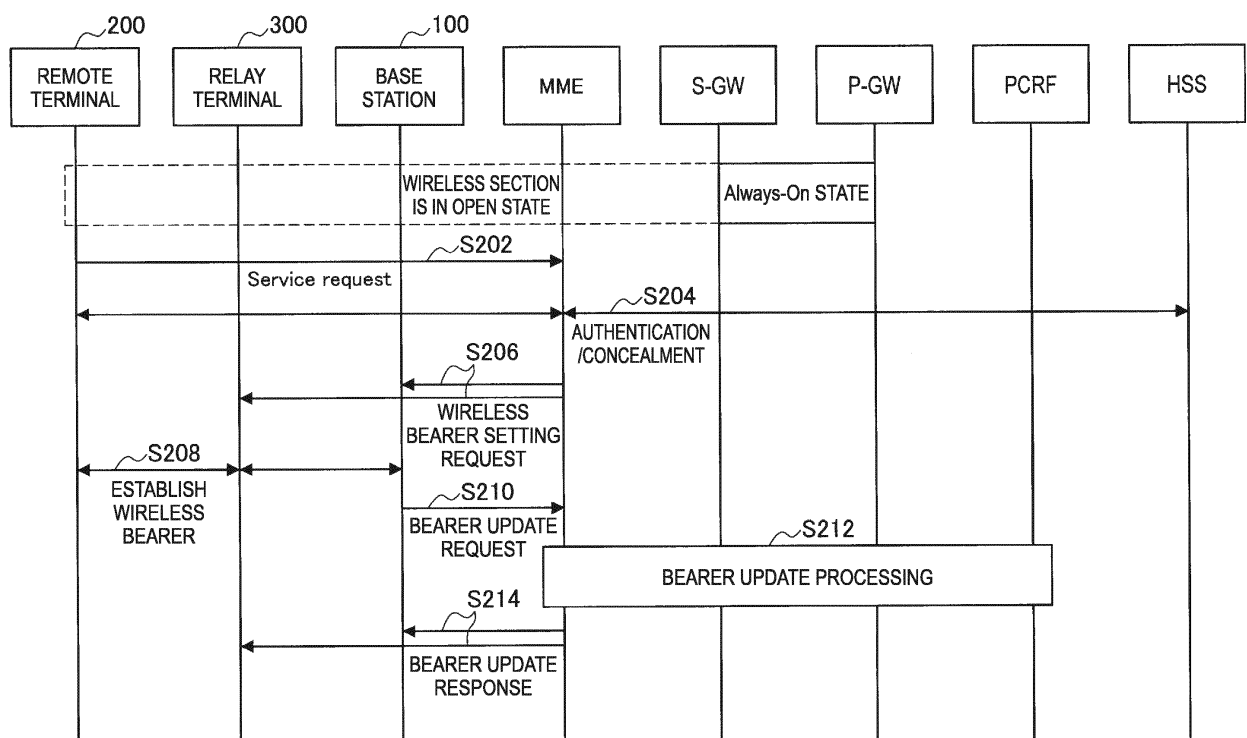 200
300
100
REMOTE
TERMINAL
RELAY
TERMINAL
BASE
STATION
MME
S-GW
P-GW
PCRF
HSS
WIRELESS SECTION
IS IN OPEN STATE
Always-On STATE
S202
Service request
S204
AUTHENTICATION
/CONCEALMENT
S206
WIRELESS
BEARER SETTING
REQUEST
S208
ESTABLISH
WIRELESS
BEARER
S210
BEARER UPDATE
REQUEST
S212
BEARER UPDATE PROCESSING
S214
BEARER UPDATE
RESPONSE